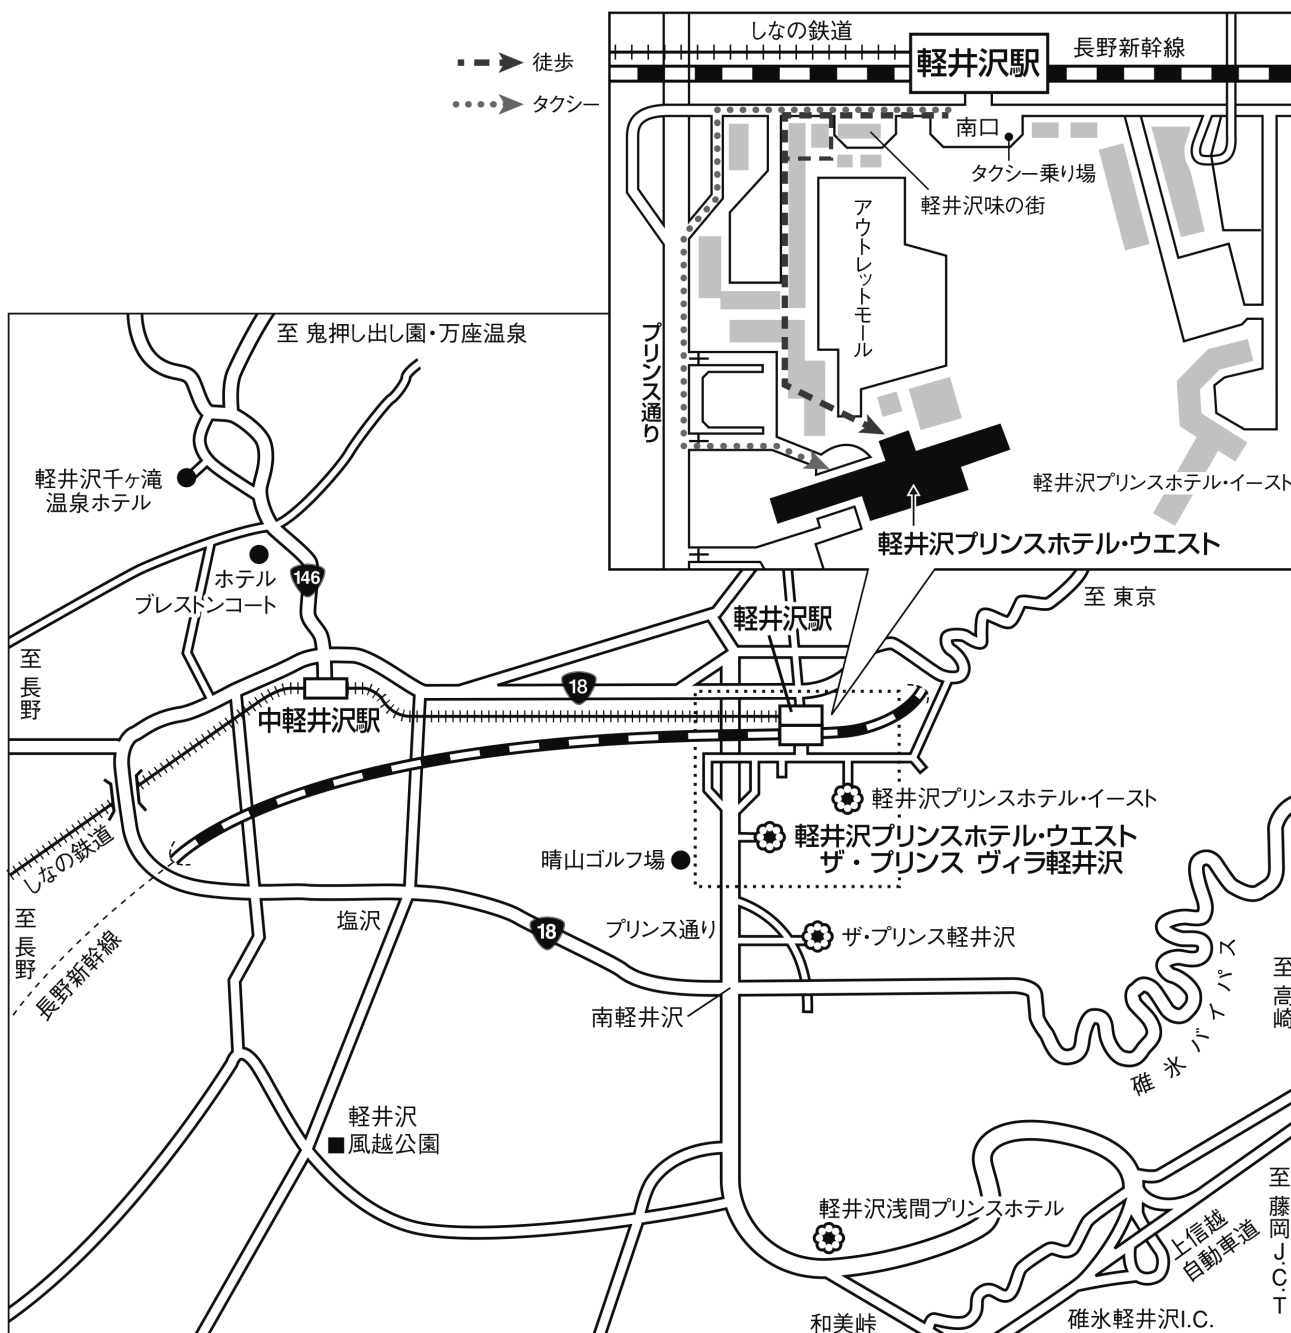 しなの鉄道
軽井沢駅
長野新幹線
徒歩
タクシー
南口
タクシー乗り場
軽井沢味の街
アウトレットモール
プリンス通り
軽井沢プリンスホテル・イースト
軽井沢プリンスホテル・ウエスト
至 鬼押し出し園・万座温泉
軽井沢千ヶ滝
温泉ホテル
ホテル
ブレストンコート
146
至 東京
軽井沢駅
至 長野
18
中軽井沢駅
軽井沢プリンスホテル・イースト
軽井沢プリンスホテル・ウエスト
ザ・プリンス ヴィラ軽井沢
晴山ゴルフ場
しなの鉄道
至 長野
長野新幹線
塩沢
18
プリンス通り
ザ・プリンス軽井沢
南軽井沢
碓氷バイパス
至 高崎
軽井沢
風越公園
軽井沢浅間プリンスホテル
上信越
自動車道
至 藤岡J.C.T
和美峠
碓氷軽井沢I.C.